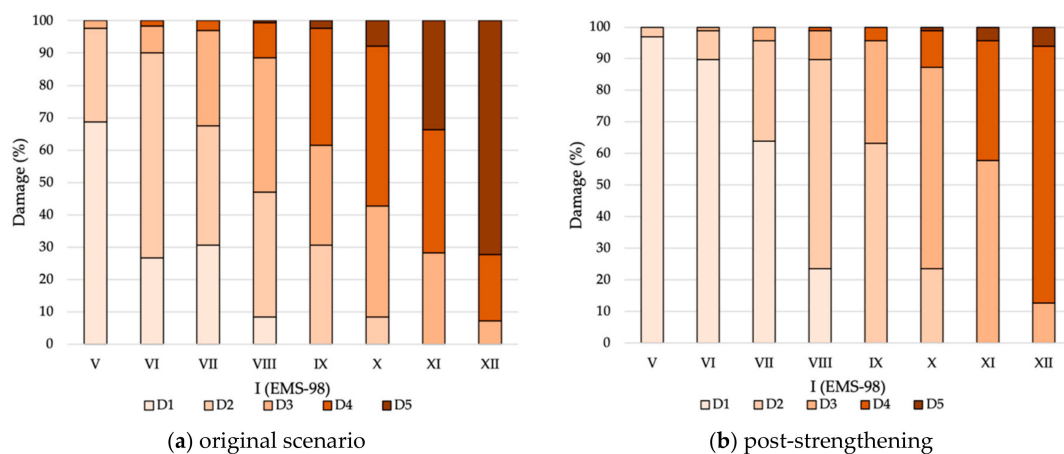 100
90
80
70
60
50
40
30
20
10
0
Damage (%)
V VI VII VIII IX X XI XII
I (EMS-98)
D1 D2 D3 D4 D5
(a) original scenario
100
90
80
70
60
50
40
30
20
10
0
Damage (%)
V VI VII VIII IX X XI XII
I (EMS-98)
D1 D2 D3 D4 D5
(b) post-strengthening